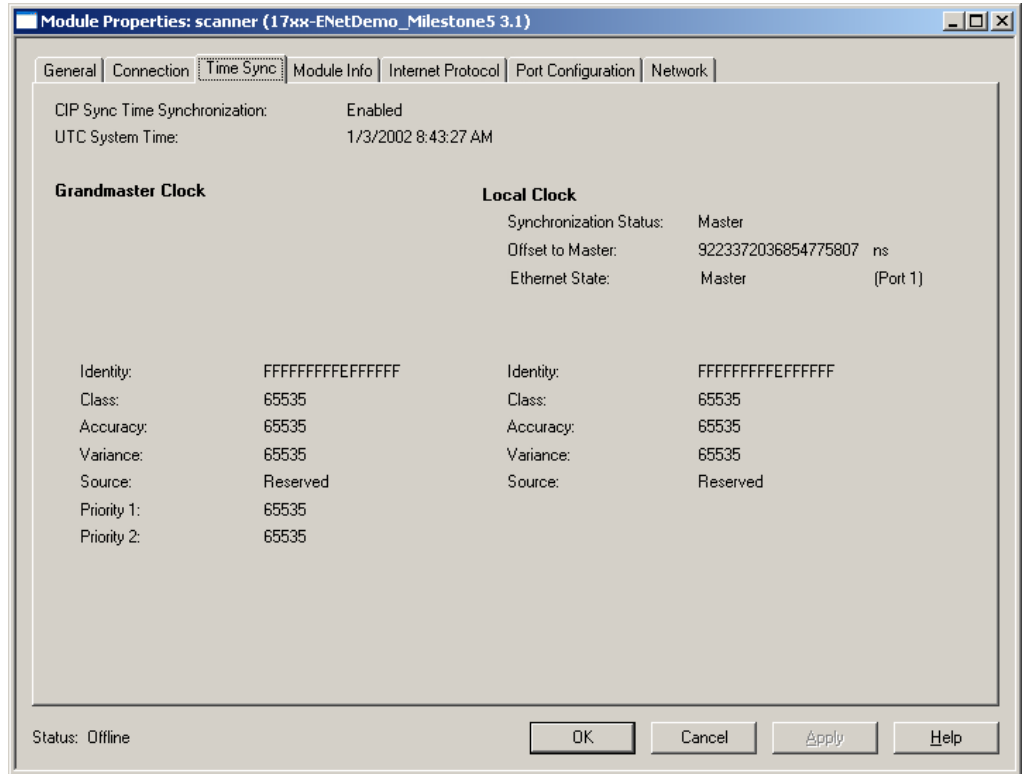 Module Properties: scanner (17xx-ENetDemo_Milestone5 3.1)
General Connection Time Sync Module Info Internet Protocol Port Configuration Network
CIP Sync Time Synchronization: Enabled
UTC System Time: 1/3/2002 8:43:27 AM
Grandmaster Clock
Local Clock
Synchronization Status: Master
Offset to Master: 9223372036854775807 ns
Ethernet State: Master (Port 1)
Identity: FFFFFFFFFEFFFFFF Identity: FFFFFFFFFEFFFFFF
Class: 65535 Class: 65535
Accuracy: 65535 Accuracy: 65535
Variance: 65535 Variance: 65535
Source: Reserved Source: Reserved
Priority 1: 65535
Priority 2: 65535
Status: Offline OK Cancel Apply Help